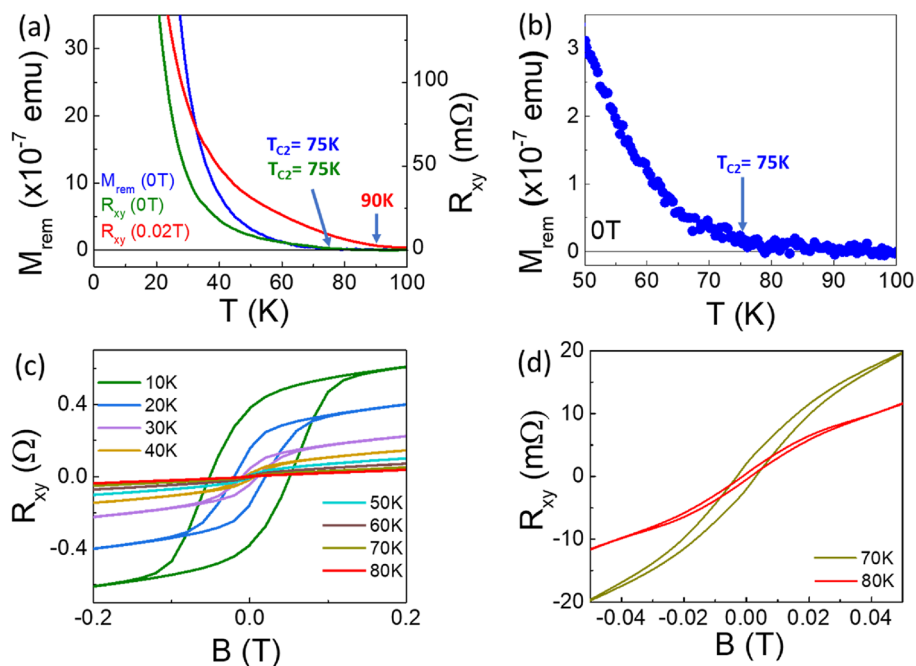 (a)
M_rem (x10^-7 emu)
30
20
10
0
T_C2= 75K
T_C2= 75K
90K
M_rem (0T)
R_xy (0T)
R_xy (0.02T)
100
50
0
R_xy (mΩ)
0 20 40 60 80 100
T (K)
(b)
M_rem (x10^-7 emu)
3
2
1
0
T_C2= 75K
0T
50 60 70 80 90 100
T (K)
(c)
R_xy (Ω)
0.4
0.0
-0.4
10K
20K
30K
40K
50K
60K
70K
80K
-0.2 0.0 0.2
B (T)
(d)
R_xy (mΩ)
20
10
0
-10
-20
70K
80K
-0.04 -0.02 0.00 0.02 0.04
B (T)